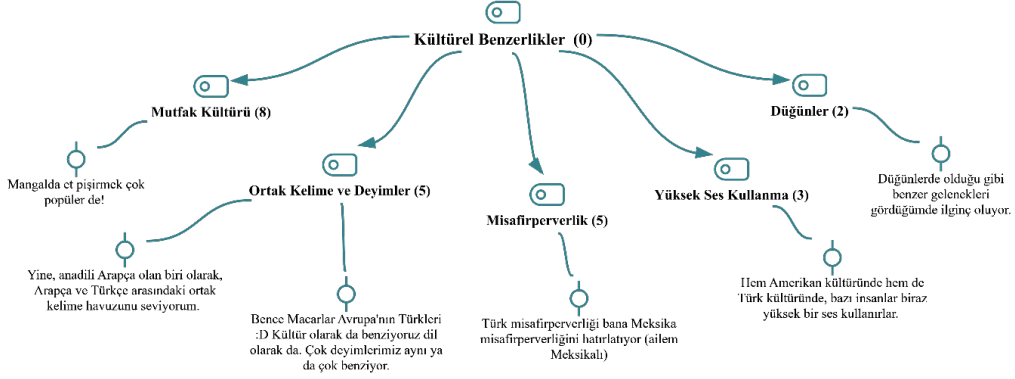 Kültürel Benzerlikler (0)
Mutfak Kültürü (8)
Mangalda et pişirmek çok
popüler de!
Ortak Kelime ve Deyimler (5)
Yine, anadili Arapça olan biri olarak,
Arapça ve Türkçe arasındaki ortak
kelime havuzunu seviyorum.
Bence Macarlar Avrupa'nın Türkleri
:D Kültür olarak da benziyoruz dil
olarak da. Çok deyimlerimiz aynı ya
da çok benziyor.
Misafirperverlik (5)
Türk misafirperverliği bana Meksika
misafirperverliğini hatırlatıyor (ailem
Meksikalı)
Yüksek Ses Kullanma (3)
Hem Amerikan kültüründe hem de
Türk kültüründe, bazı insanlar biraz
yüksek bir ses kullanırlar.
Düğünler (2)
Düğünlerde olduğu gibi
benzer gelenekleri
gördüğümde ilginç oluyor.